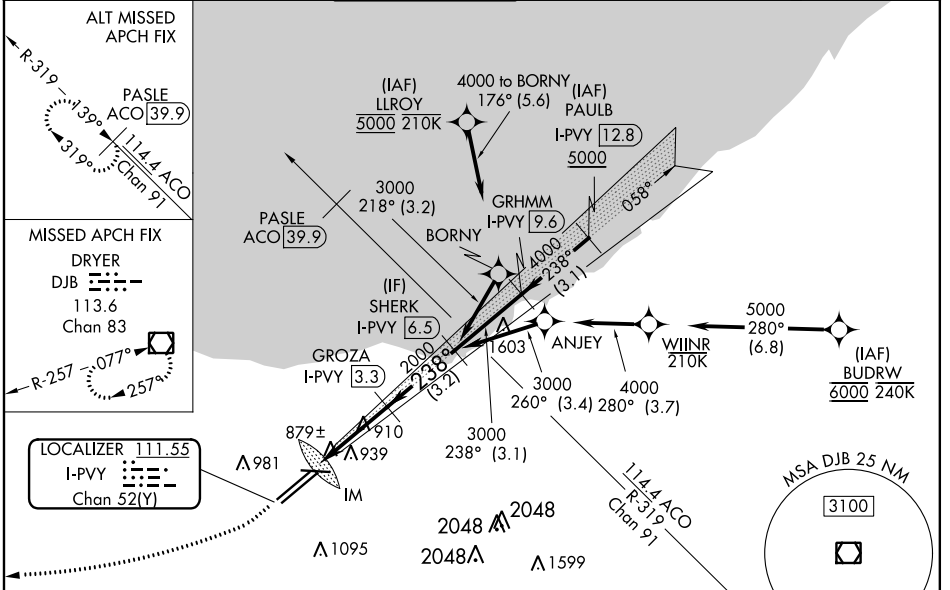 ALT MISSED
APCH FIX
R-319
139°
PASLE
ACO 39.9
319°
114.4 ACO
Chan 91
MISSED APCH FIX
DRYER
DJB
113.6
Chan 83
R-257
077°
257°
LOCALIZER 111.55
I-PVY
Chan 52(Y)
(IAF)
LLROY
5000 210K
4000 to BORNY
176° (5.6)
(IAF)
PAULB
I-PVY 12.8
5000
058°
3000
218° (3.2)
PASLE
ACO 39.9
GRHMM
I-PVY 9.6
BORNY
4000
238°
(3.1)
(IF)
SHERK
I-PVY 6.5
1603
ANJEY
WIINR
210K
5000
280°
(6.8)
(IAF)
BUDRW
6000 240K
GROZA
I-PVY 3.3
2000
238°
(3.2)
3000
260° (3.4)
4000
280° (3.7)
3000
238° (3.1)
879±
910
939
981
IM
114.4 ACO
R-319
Chan 91
MSA DJB 25 NM
3100
2048
2048
2048
1095
1599